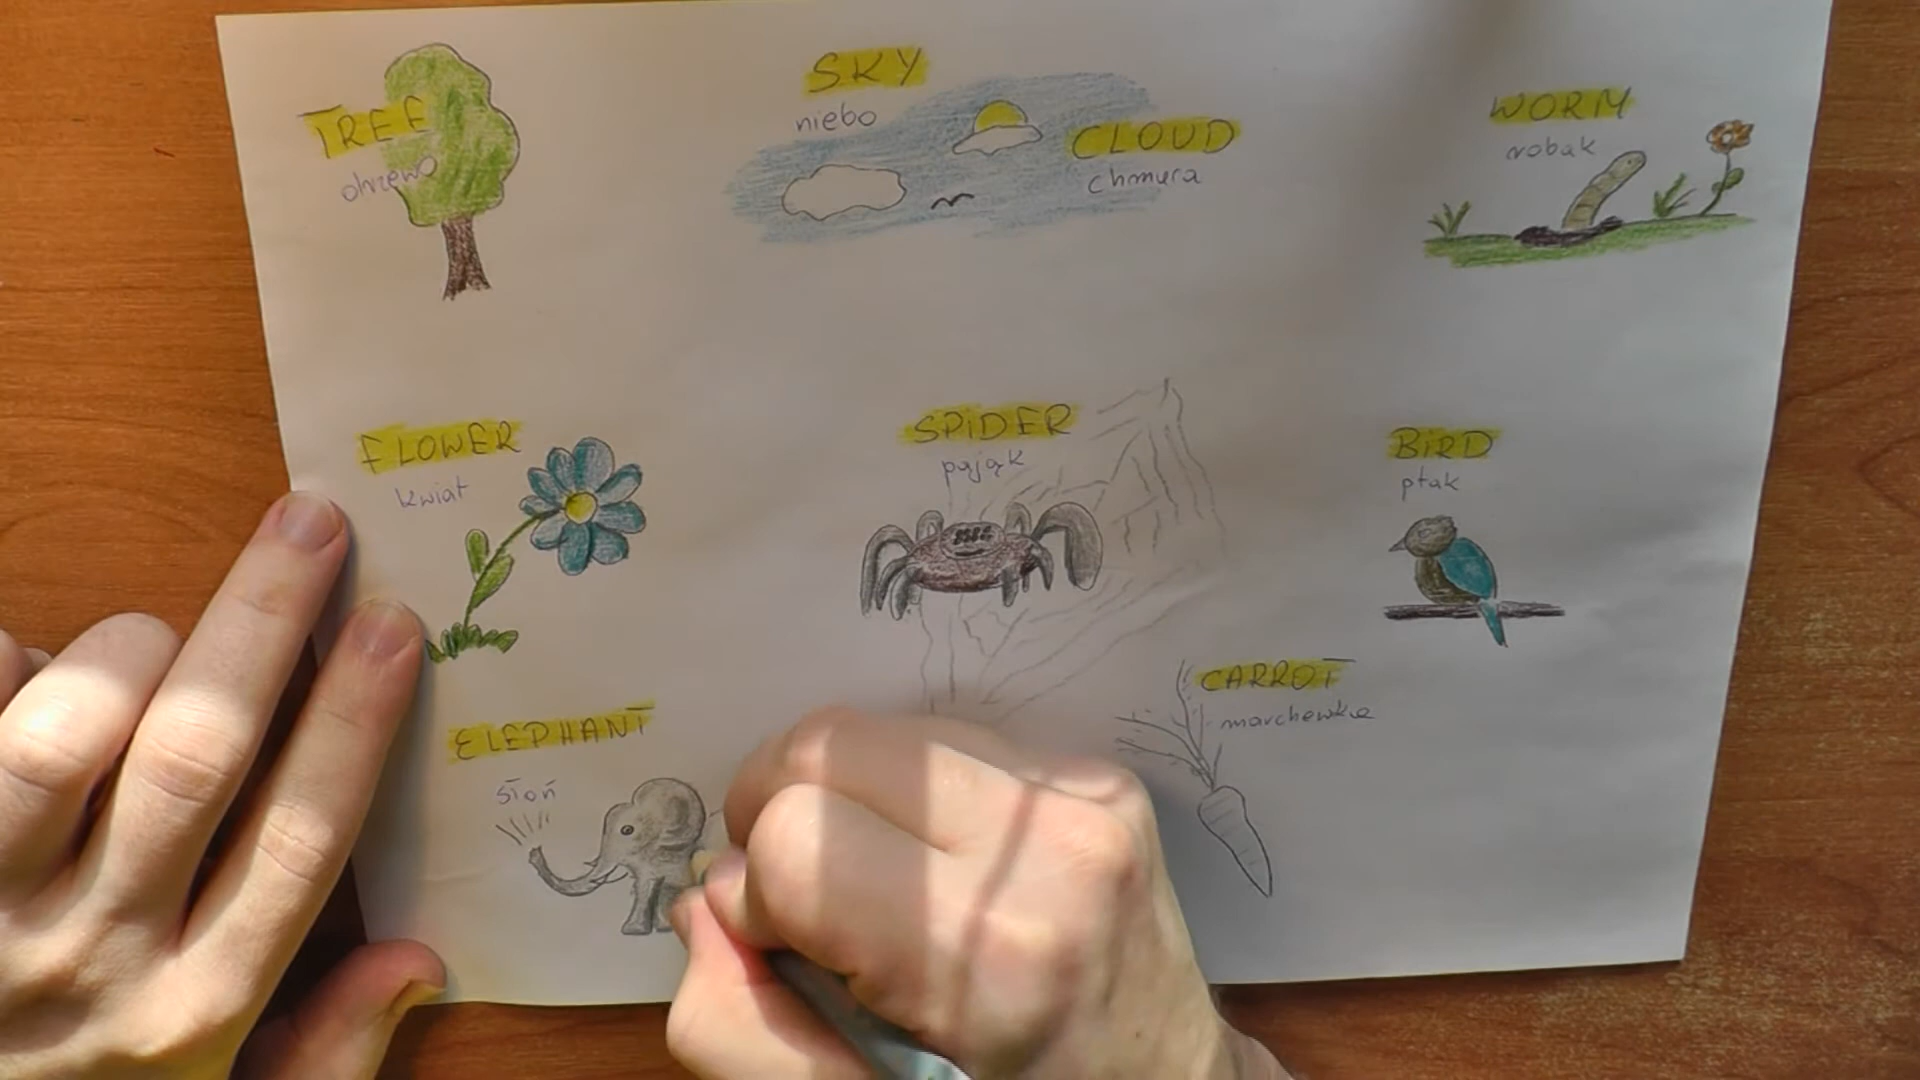 TREE
drzewo
SKY
niebo
CLOUD
chmura
WORM
robak
FLOWER
kwiat
SPIDER
pająk
BIRD
ptak
ELEPHANT
słoń
CARROT
marchewka